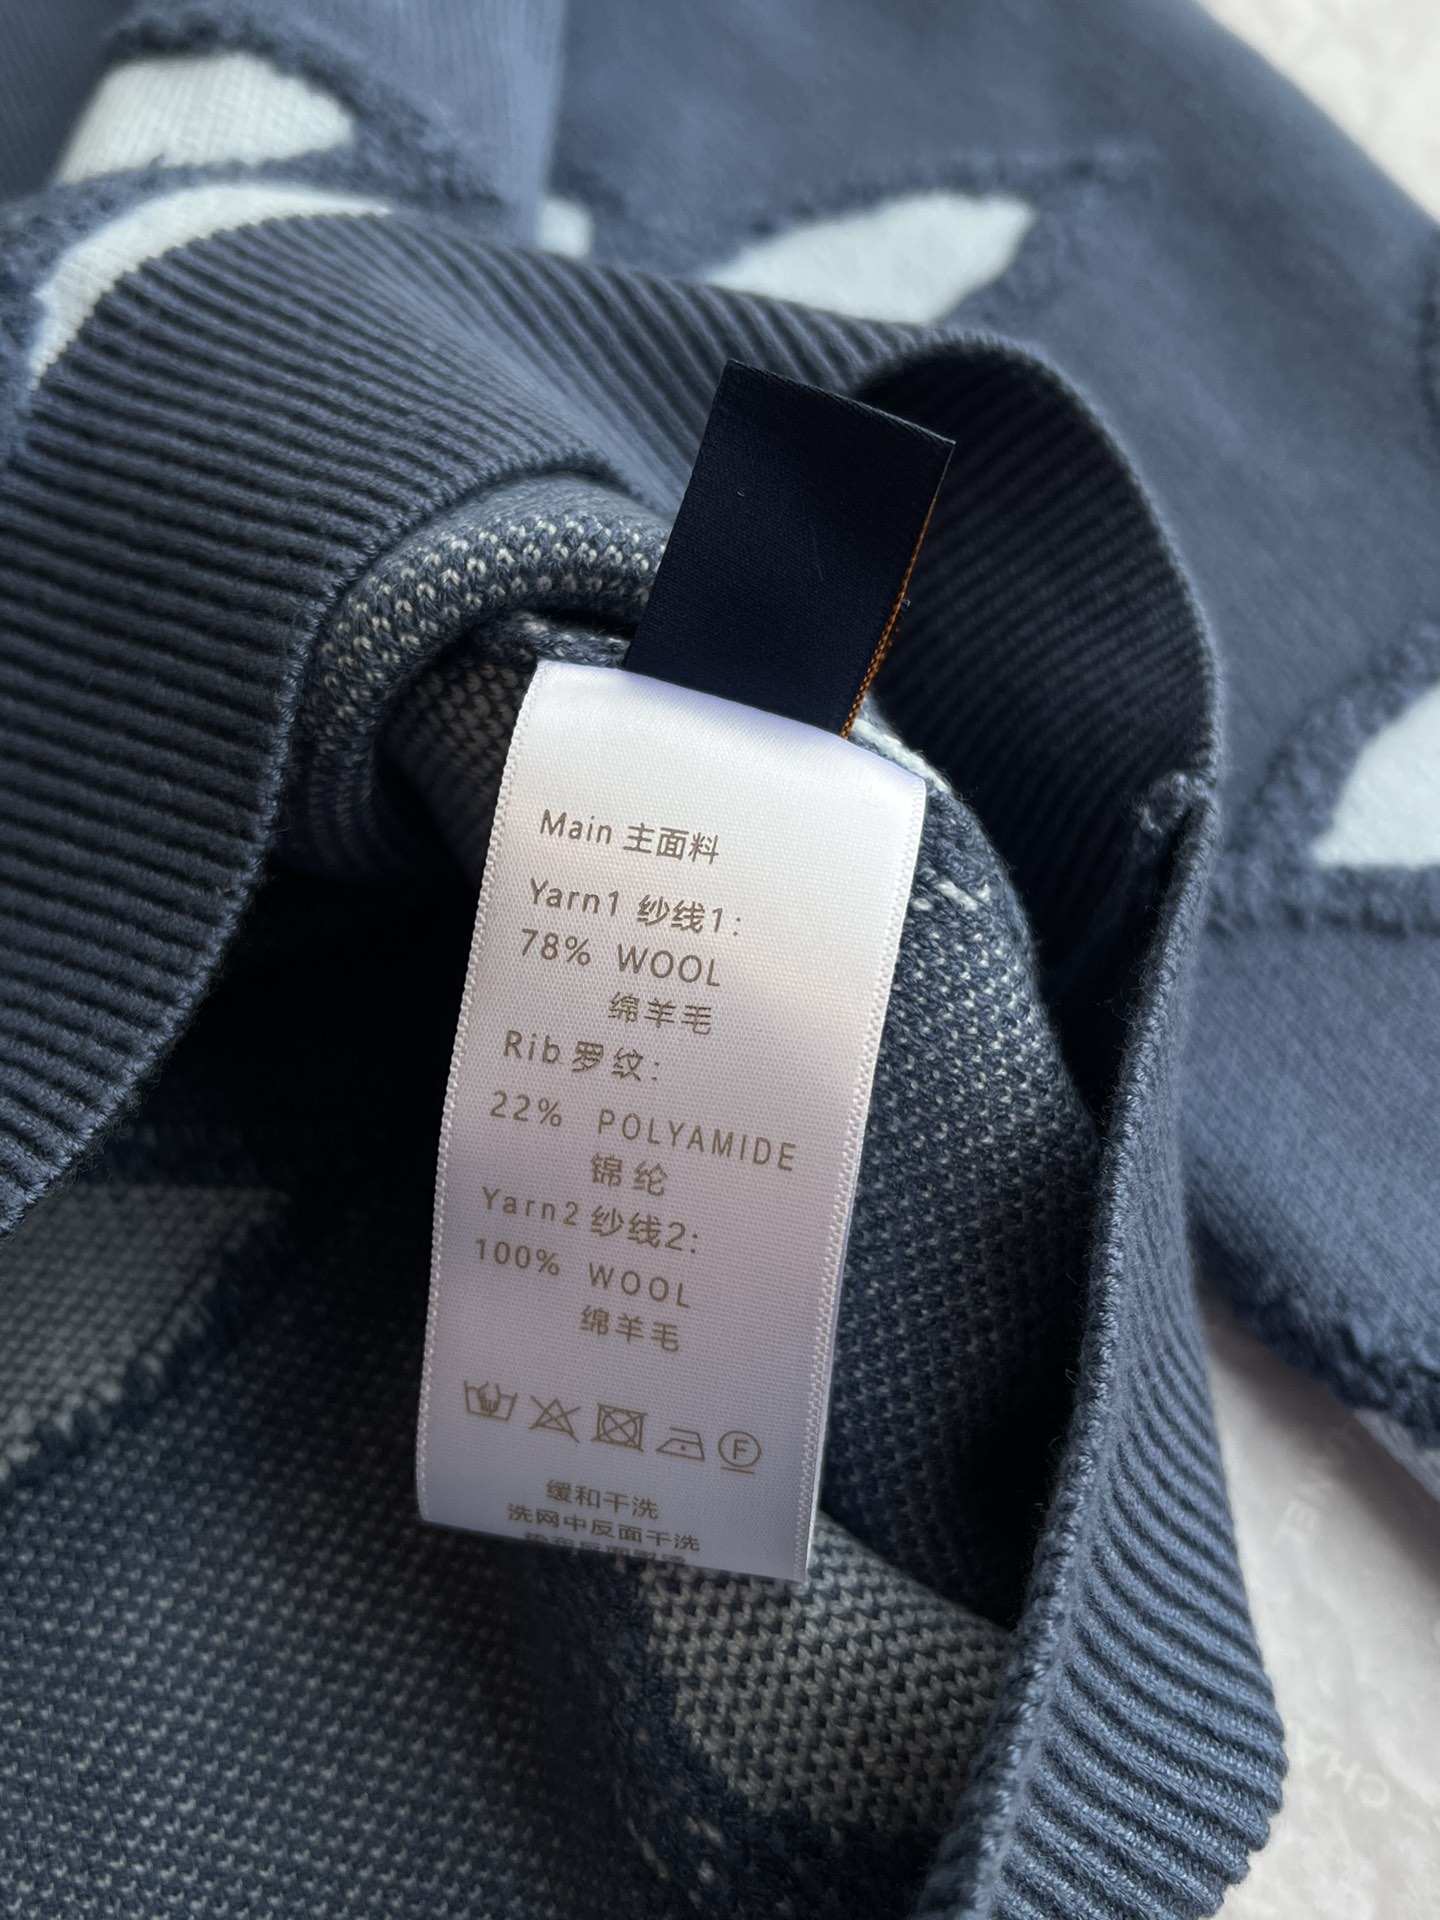 Main 主面料
Yarn1 纱线1:
78% WOOL
绵羊毛
Rib 罗纹:
22% POLYAMIDE
锦纶
Yarn2 纱线2:
100% WOOL
绵羊毛
F
缓和干洗
洗网中反面干洗